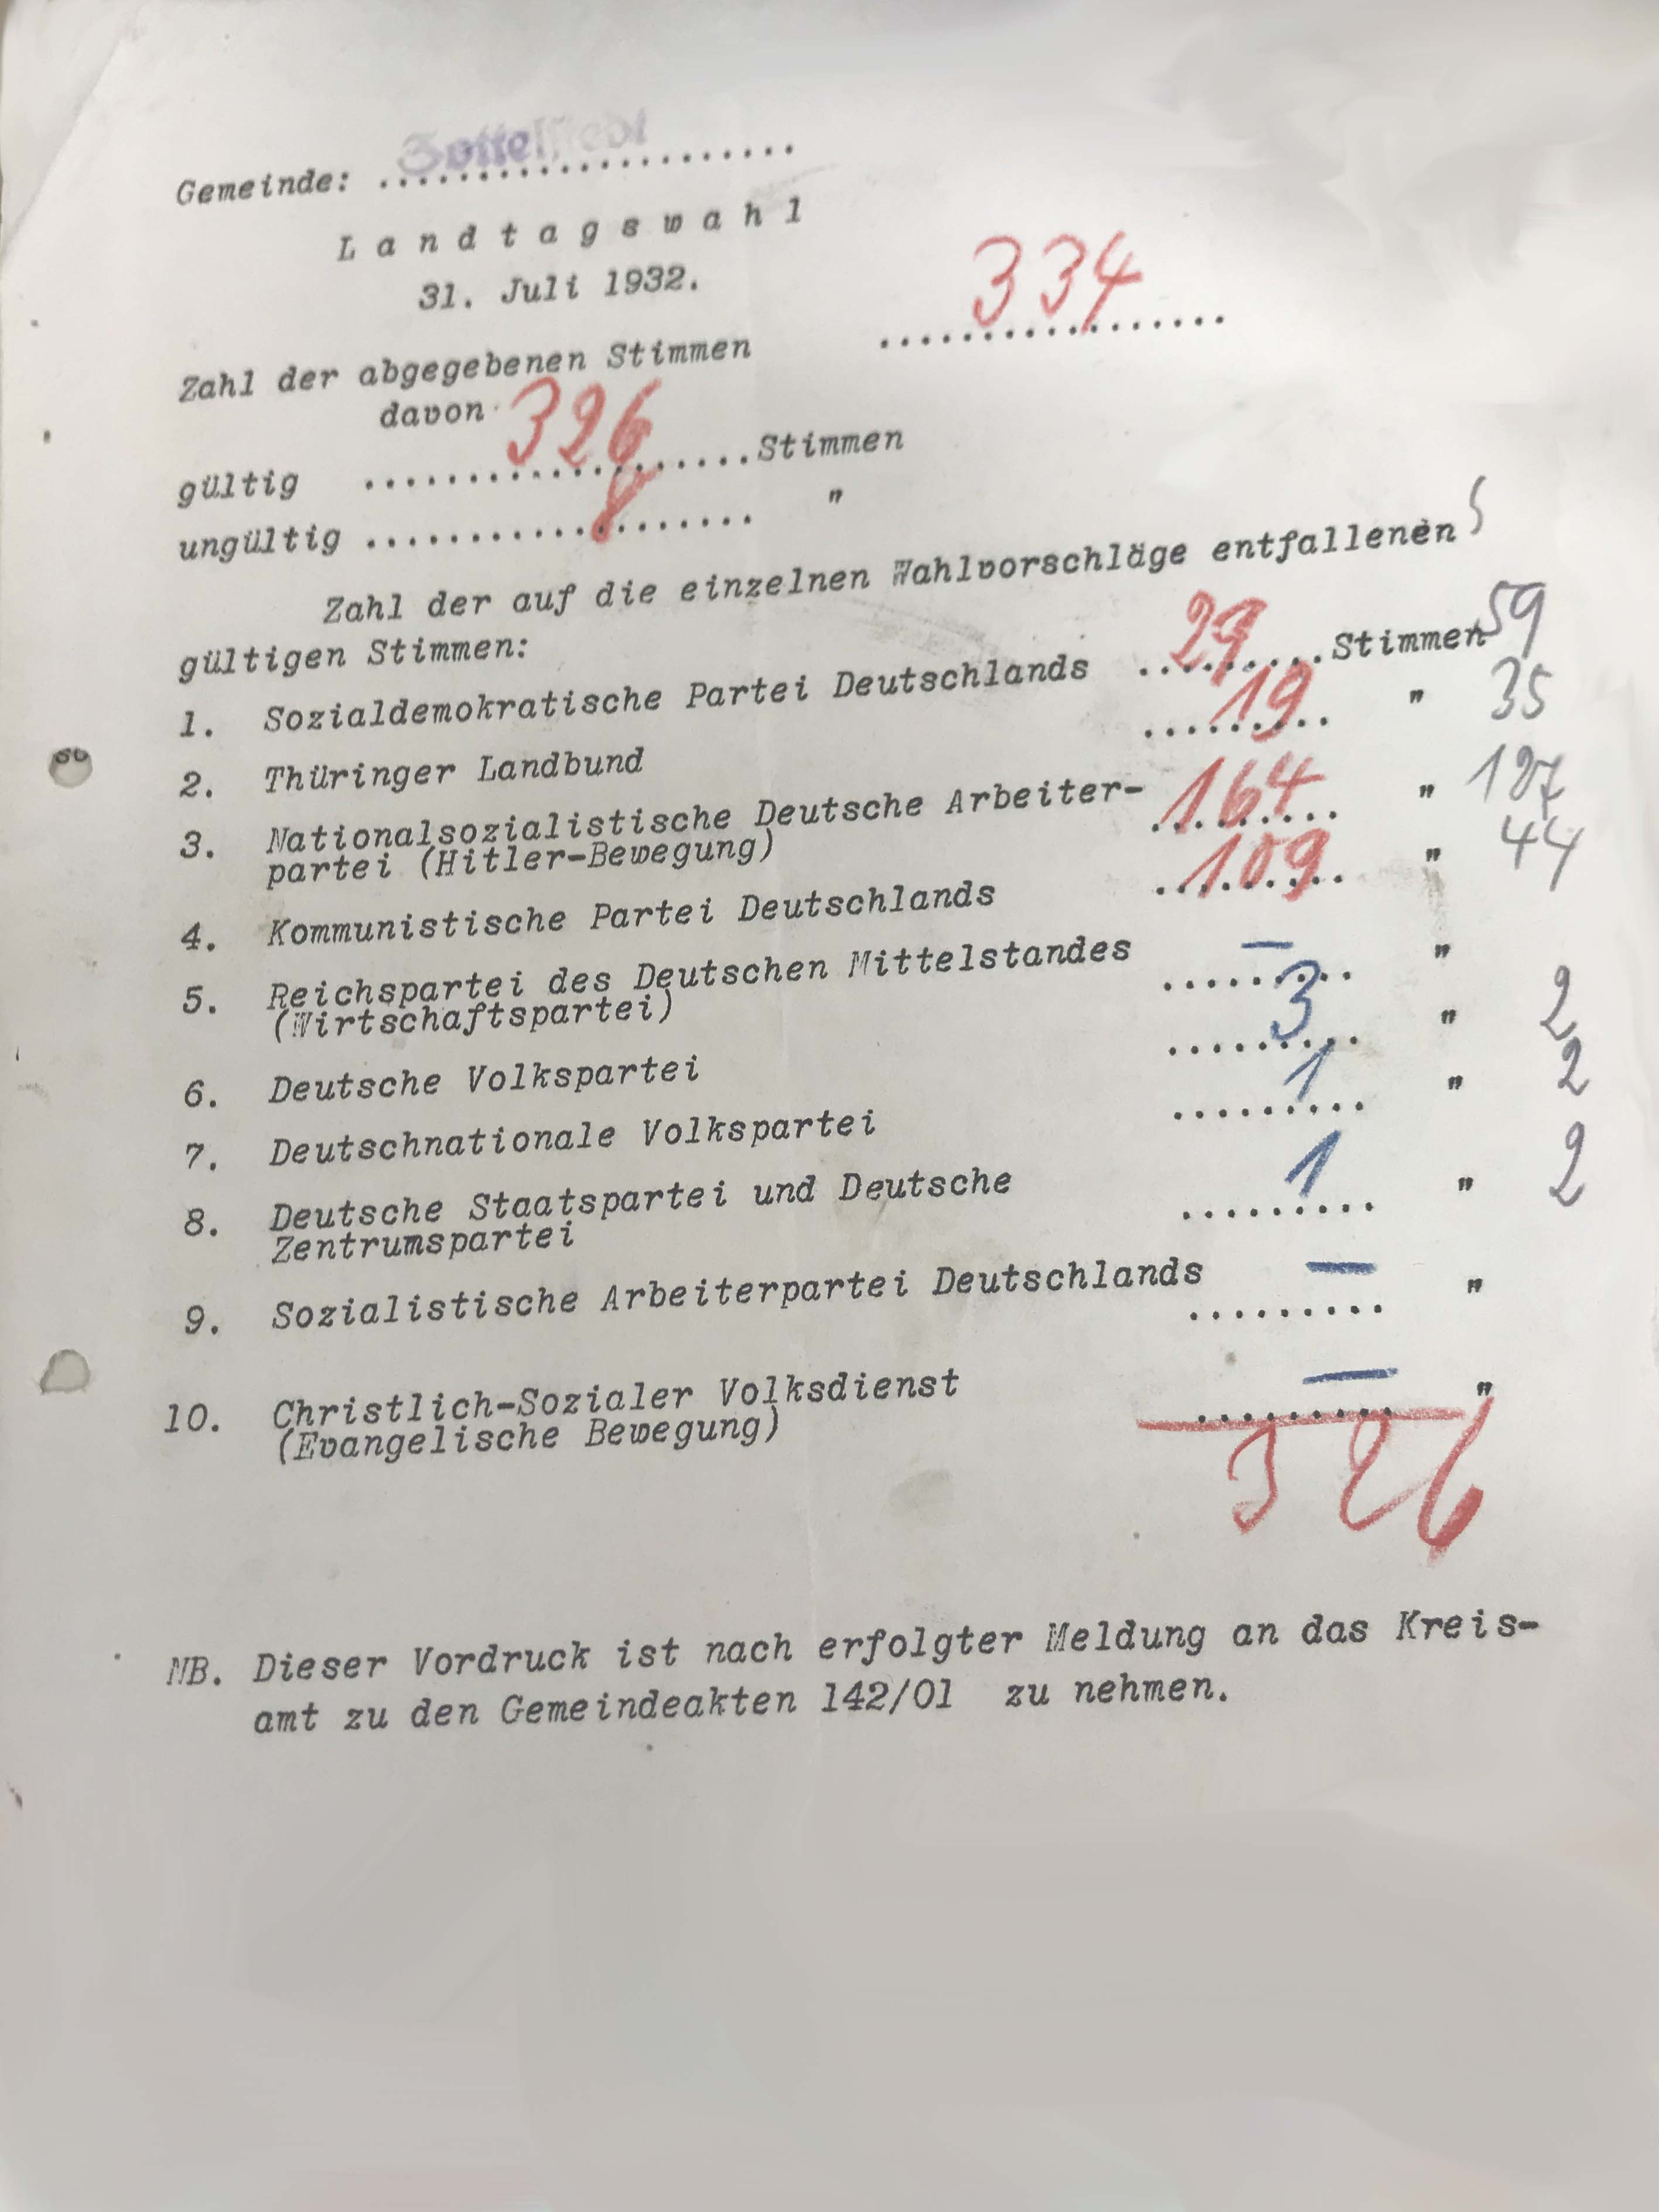 Gemeinde: Zottelstedt
Landtagswahl
31. Juli 1932.
Zahl der abgegebenen Stimmen 334
davon
gültig 326 Stimmen
ungültig 8 "
Zahl der auf die einzelnen Wahlvorschläge entfallenen
gültigen Stimmen:
1. Sozialdemokratische Partei Deutschlands 29 Stimmen 59
2. Thüringer Landbund 19 " 35
3. Nationalsozialistische Deutsche Arbeiter-
partei (Hitler-Bewegung) 164 " 187
4. Kommunistische Partei Deutschlands 109 " 44
5. Reichspartei des Deutschen Mittelstandes — "
(Wirtschaftspartei)
6. Deutsche Volkspartei 3 " 2
7. Deutschnationale Volkspartei 1 " 2
8. Deutsche Staatspartei und Deutsche 1 " 2
Zentrumspartei
9. Sozialistische Arbeiterpartei Deutschlands — "
10. Christlich-Sozialer Volksdienst — "
(Evangelische Bewegung)
326
NB. Dieser Vordruck ist nach erfolgter Meldung an das Kreis-
amt zu den Gemeindeakten 142/01 zu nehmen.